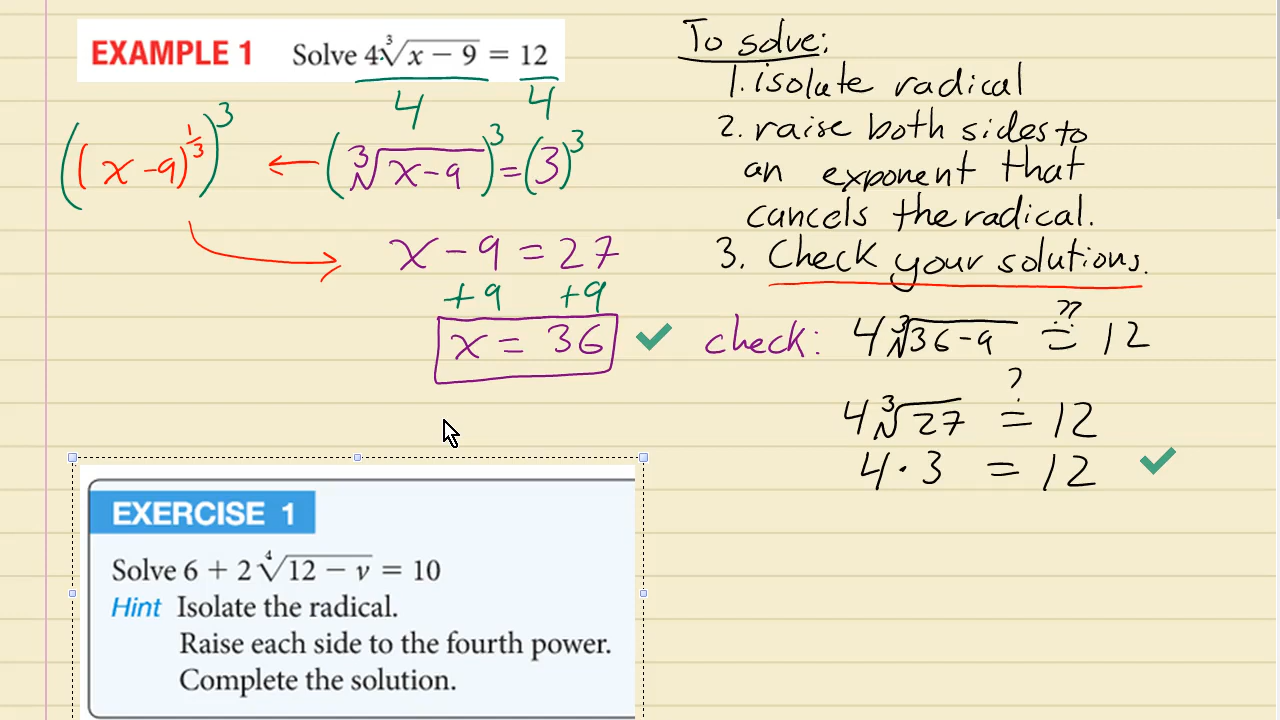 EXAMPLE 1 Solve 4∛(x − 9) = 12
4 4
((x-9)^(1/3))^3 ← (∛(x-9))^3 = (3)^3
x - 9 = 27
+9 +9
x = 36 ✓
To solve:
1. isolate radical
2. raise both sides to
an exponent that
cancels the radical.
3. Check your solutions.
check: 4∛(36-9) =?? 12
4∛27 =? 12
4 · 3 = 12 ✓
EXERCISE 1
Solve 6 + 2∜(12 − v) = 10
Hint Isolate the radical.
Raise each side to the fourth power.
Complete the solution.